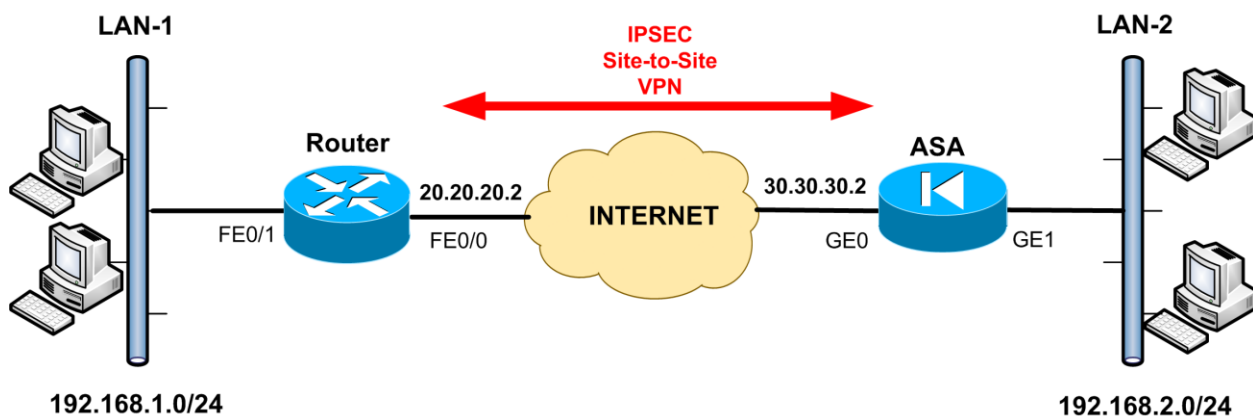 LAN-1
IPSEC
Site-to-Site
VPN
LAN-2
Router
ASA
20.20.20.2
30.30.30.2
INTERNET
FE0/1
FE0/0
GE0
GE1
192.168.1.0/24
192.168.2.0/24